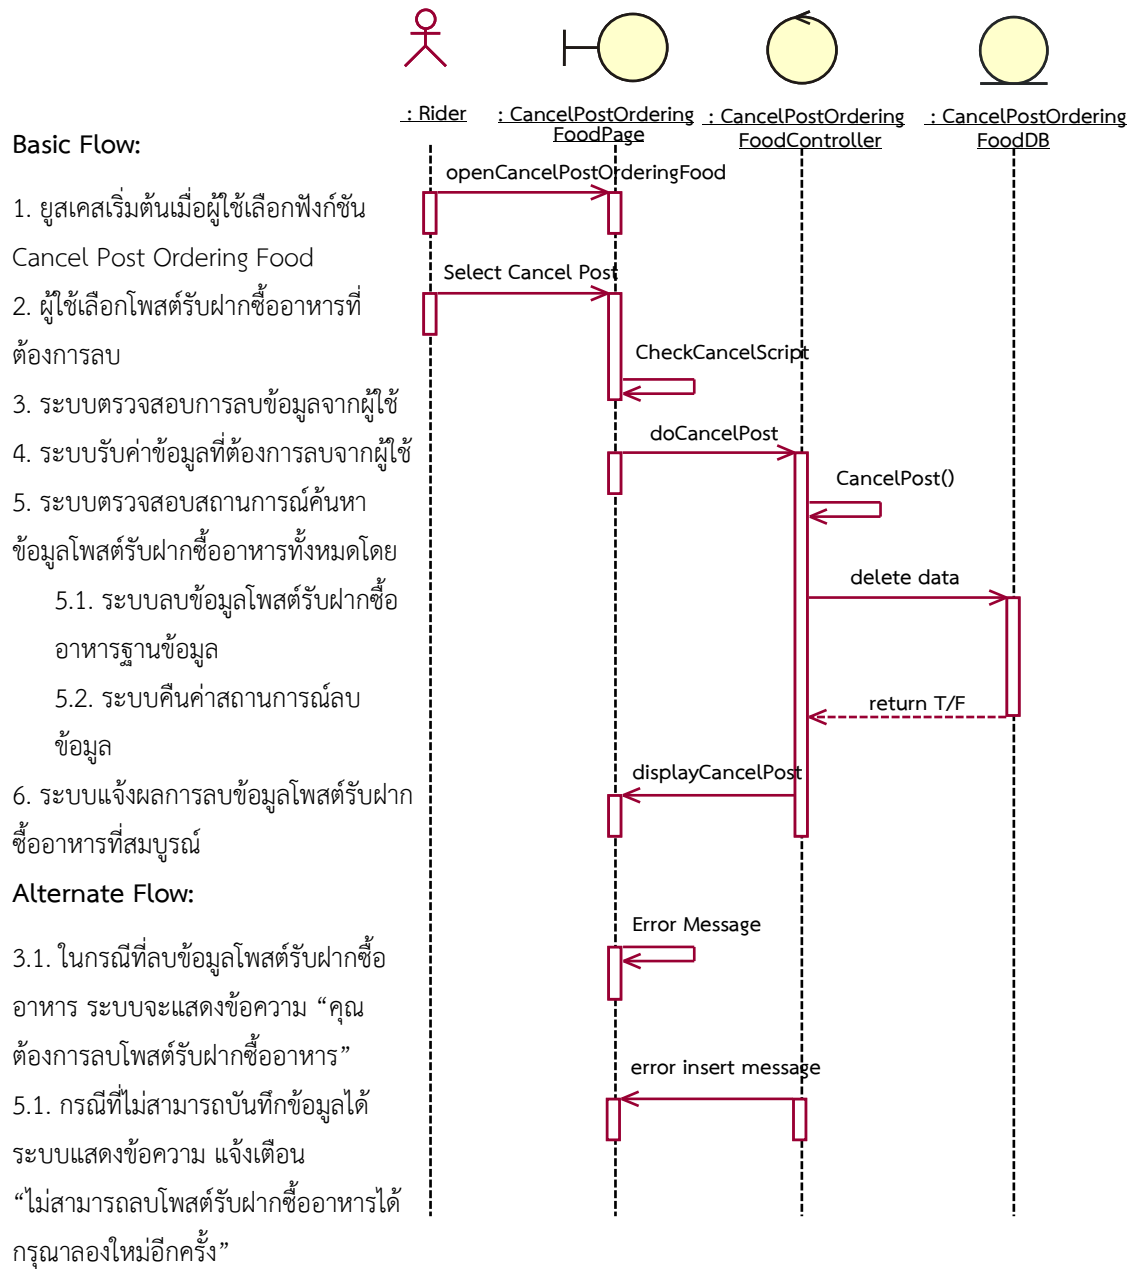 : Rider
: CancelPostOrdering
FoodPage
: CancelPostOrdering
FoodController
: CancelPostOrdering
FoodDB
Basic Flow:
1. ยูสเคสเริ่มต้นเมื่อผู้ใช้เลือกฟังก์ชัน
Cancel Post Ordering Food
2. ผู้ใช้เลือกโพสต์รับฝากซื้ออาหารที่
ต้องการลบ
3. ระบบตรวจสอบการลบข้อมูลจากผู้ใช้
4. ระบบรับค่าข้อมูลที่ต้องการลบจากผู้ใช้
5. ระบบตรวจสอบสถานการณ์ค้นหา
ข้อมูลโพสต์รับฝากซื้ออาหารทั้งหมดโดย
5.1. ระบบลบข้อมูลโพสต์รับฝากซื้อ
อาหารฐานข้อมูล
5.2. ระบบคืนค่าสถานการณ์ลบ
ข้อมูล
6. ระบบแจ้งผลการลบข้อมูลโพสต์รับฝาก
ซื้ออาหารที่สมบูรณ์
Alternate Flow:
3.1. ในกรณีที่ลบข้อมูลโพสต์รับฝากซื้อ
อาหาร ระบบจะแสดงข้อความ “คุณ
ต้องการลบโพสต์รับฝากซื้ออาหาร”
5.1. กรณีที่ไม่สามารถบันทึกข้อมูลได้
ระบบแสดงข้อความ แจ้งเตือน
“ไม่สามารถลบโพสต์รับฝากซื้ออาหารได้
กรุณาลองใหม่อีกครั้ง”
openCancelPostOrderingFood
Select Cancel Post
CheckCancelScript
doCancelPost
CancelPost()
delete data
return T/F
displayCancelPost
Error Message
error insert message